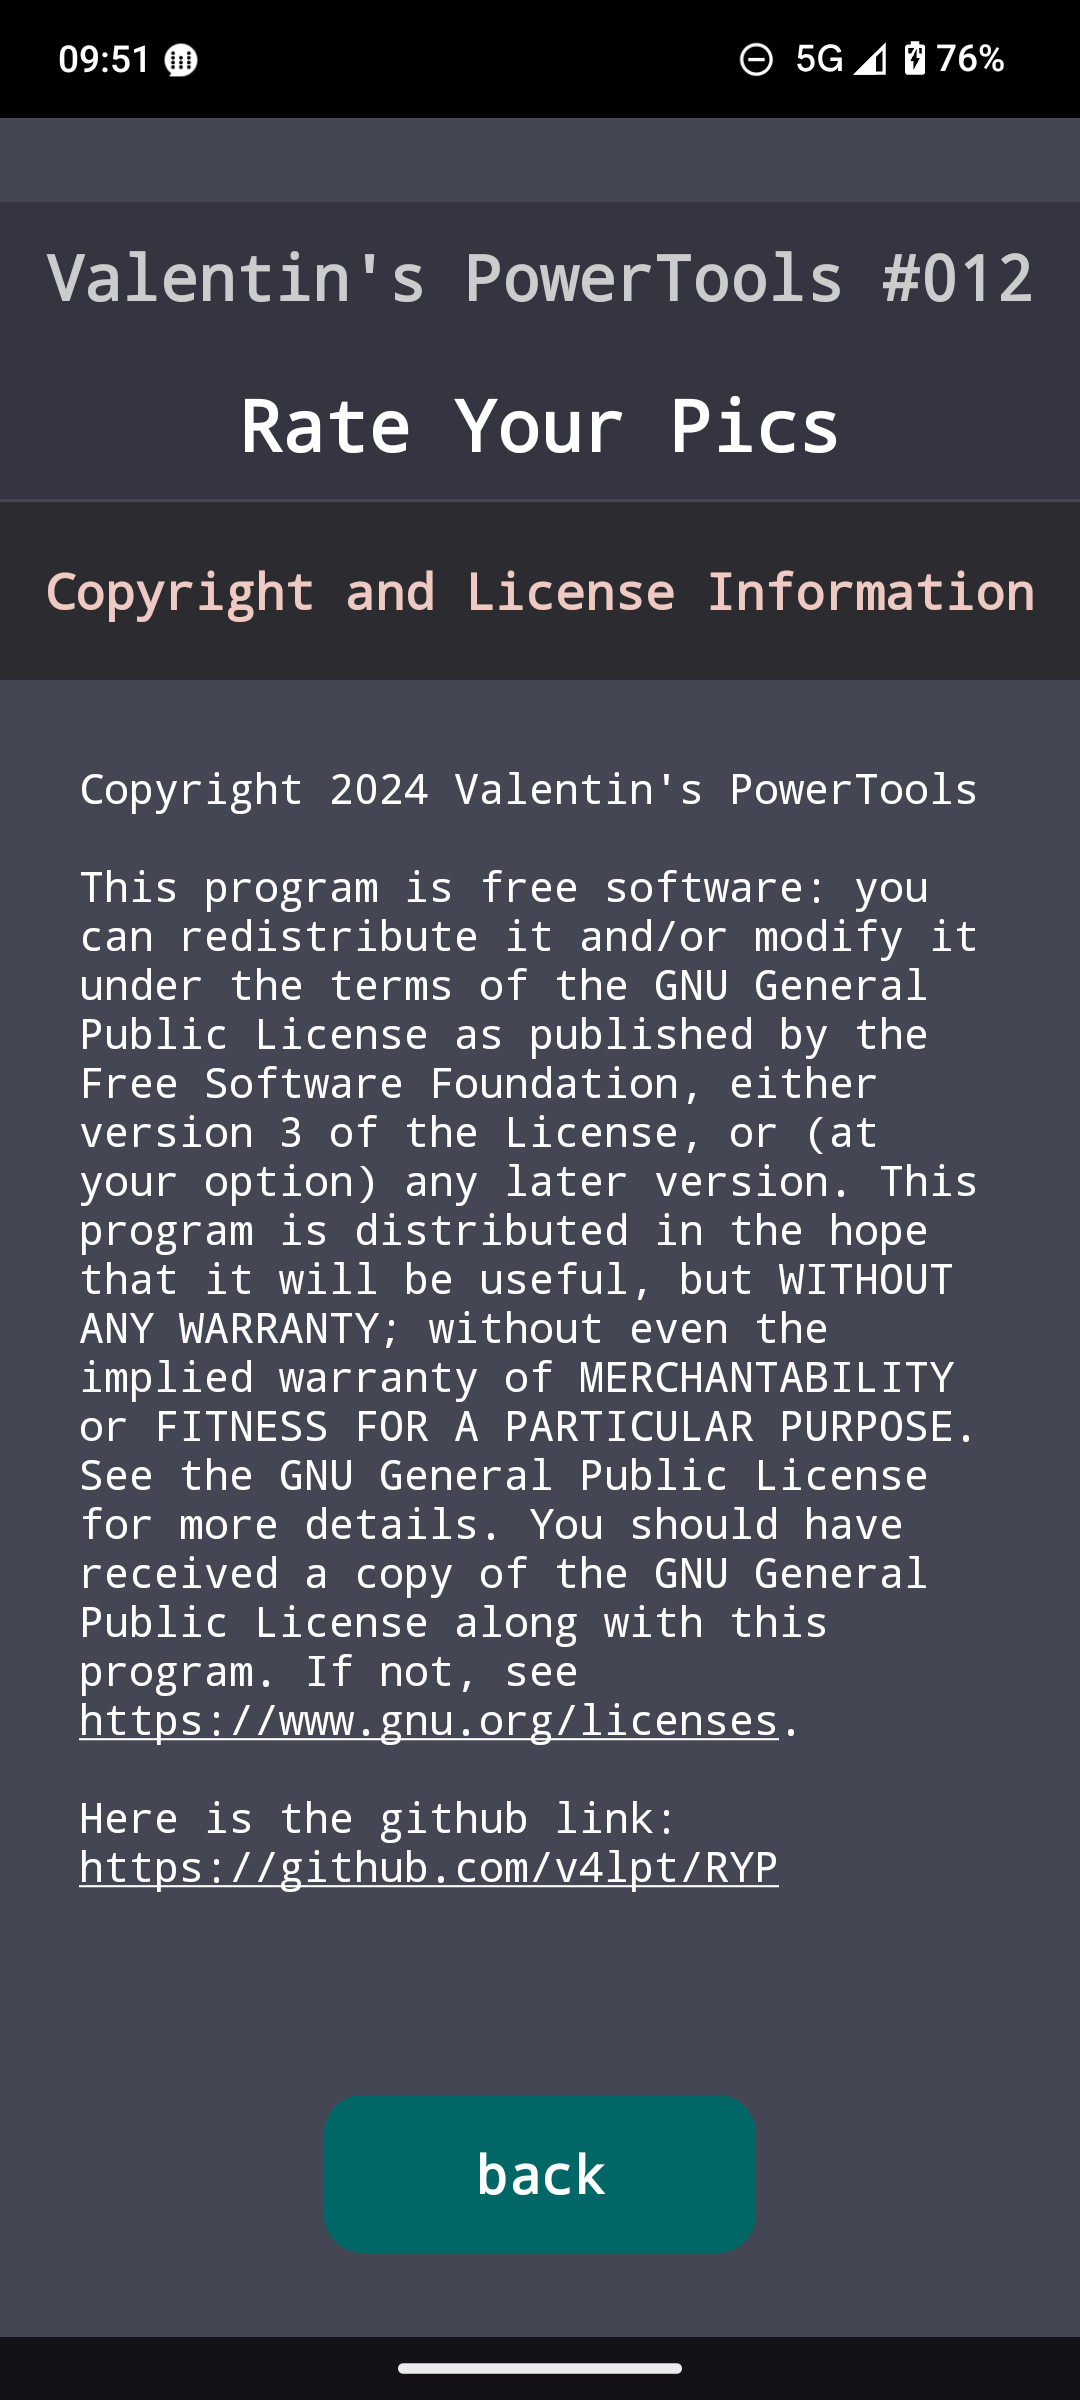 09:51 5G 76%
Valentin's PowerTools #012
Rate Your Pics
Copyright and License Information
Copyright 2024 Valentin's PowerTools
This program is free software: you
can redistribute it and/or modify it
under the terms of the GNU General
Public License as published by the
Free Software Foundation, either
version 3 of the License, or (at
your option) any later version. This
program is distributed in the hope
that it will be useful, but WITHOUT
ANY WARRANTY; without even the
implied warranty of MERCHANTABILITY
or FITNESS FOR A PARTICULAR PURPOSE.
See the GNU General Public License
for more details. You should have
received a copy of the GNU General
Public License along with this
program. If not, see
https://www.gnu.org/licenses.
Here is the github link:
https://github.com/v4lpt/RYP
back